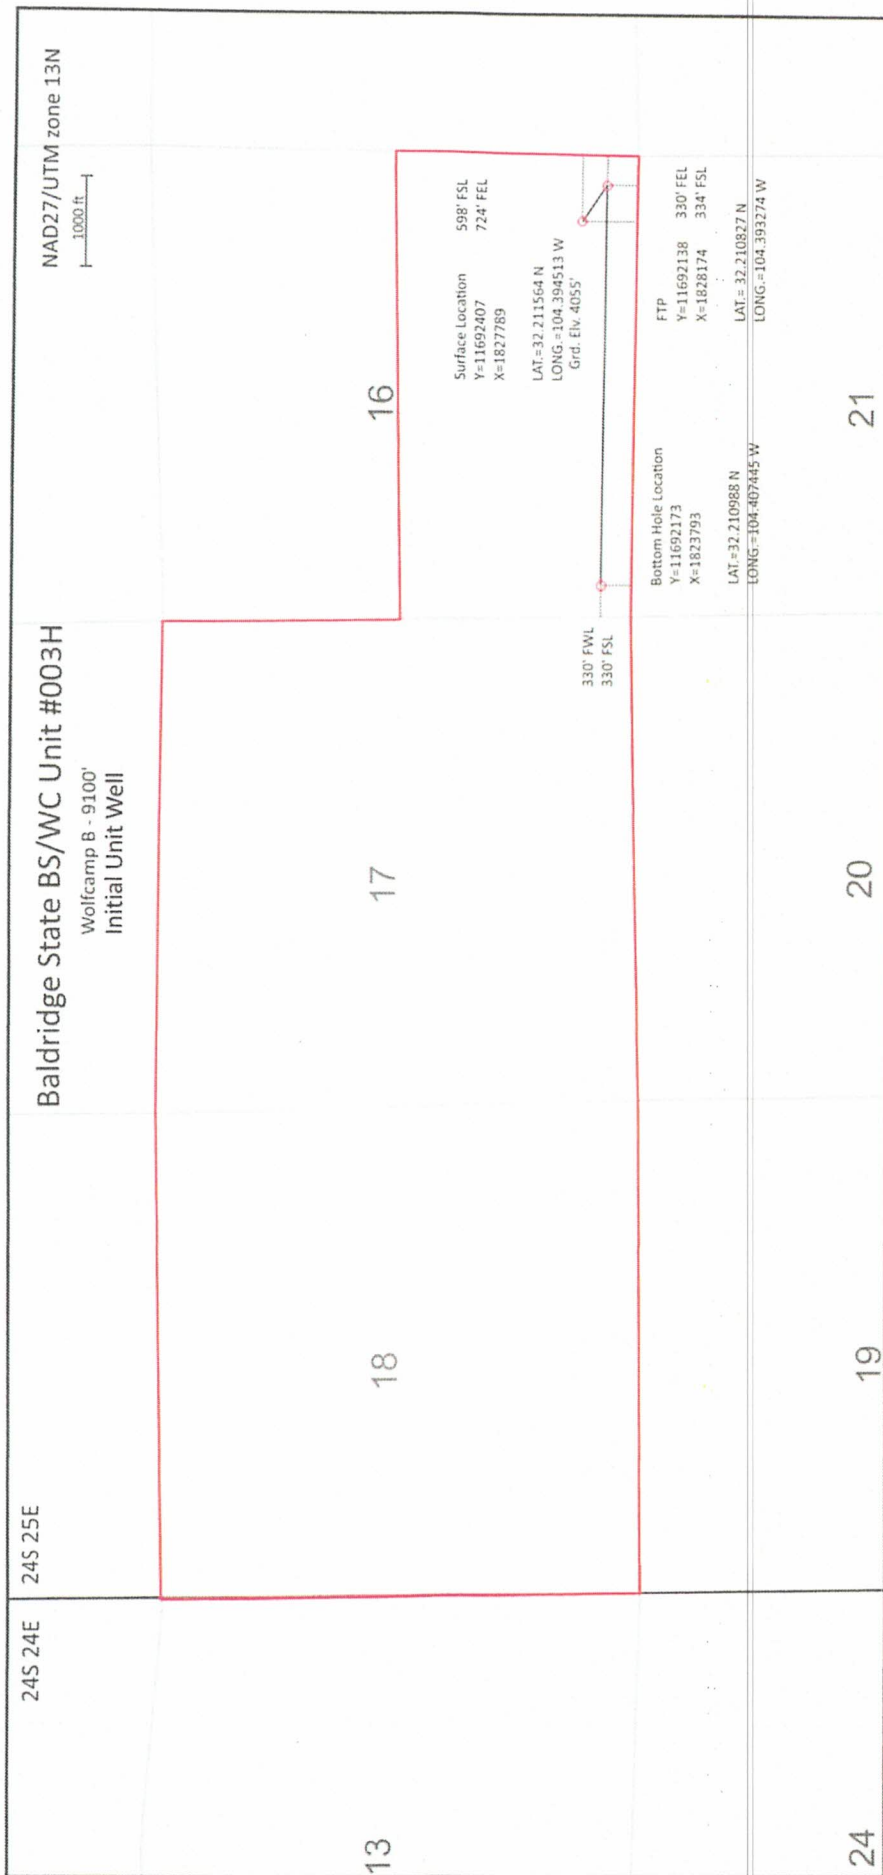 24S 24E
24S 25E
Baldridge State BS/WC Unit #003H
Wolfcamp B - 9100'
Initial Unit Well
NAD27/UTM zone 13N
1000 ft
13
18
17
16
Surface Location
Y=11692407
X=1827789
598' FSL
724' FEL
LAT.=32.211564 N
LONG.=104.394513 W
Grd. Elv. 4055'
330' FWL
330' FSL
Bottom Hole Location
Y=11692173
X=1823793
LAT.=32.210988 N
LONG.=104.407445 W
FTP
Y=11692138 330' FEL
X=1828174 334' FSL
LAT.= 32.210827 N
LONG.=104.393274 W
24
19
20
21